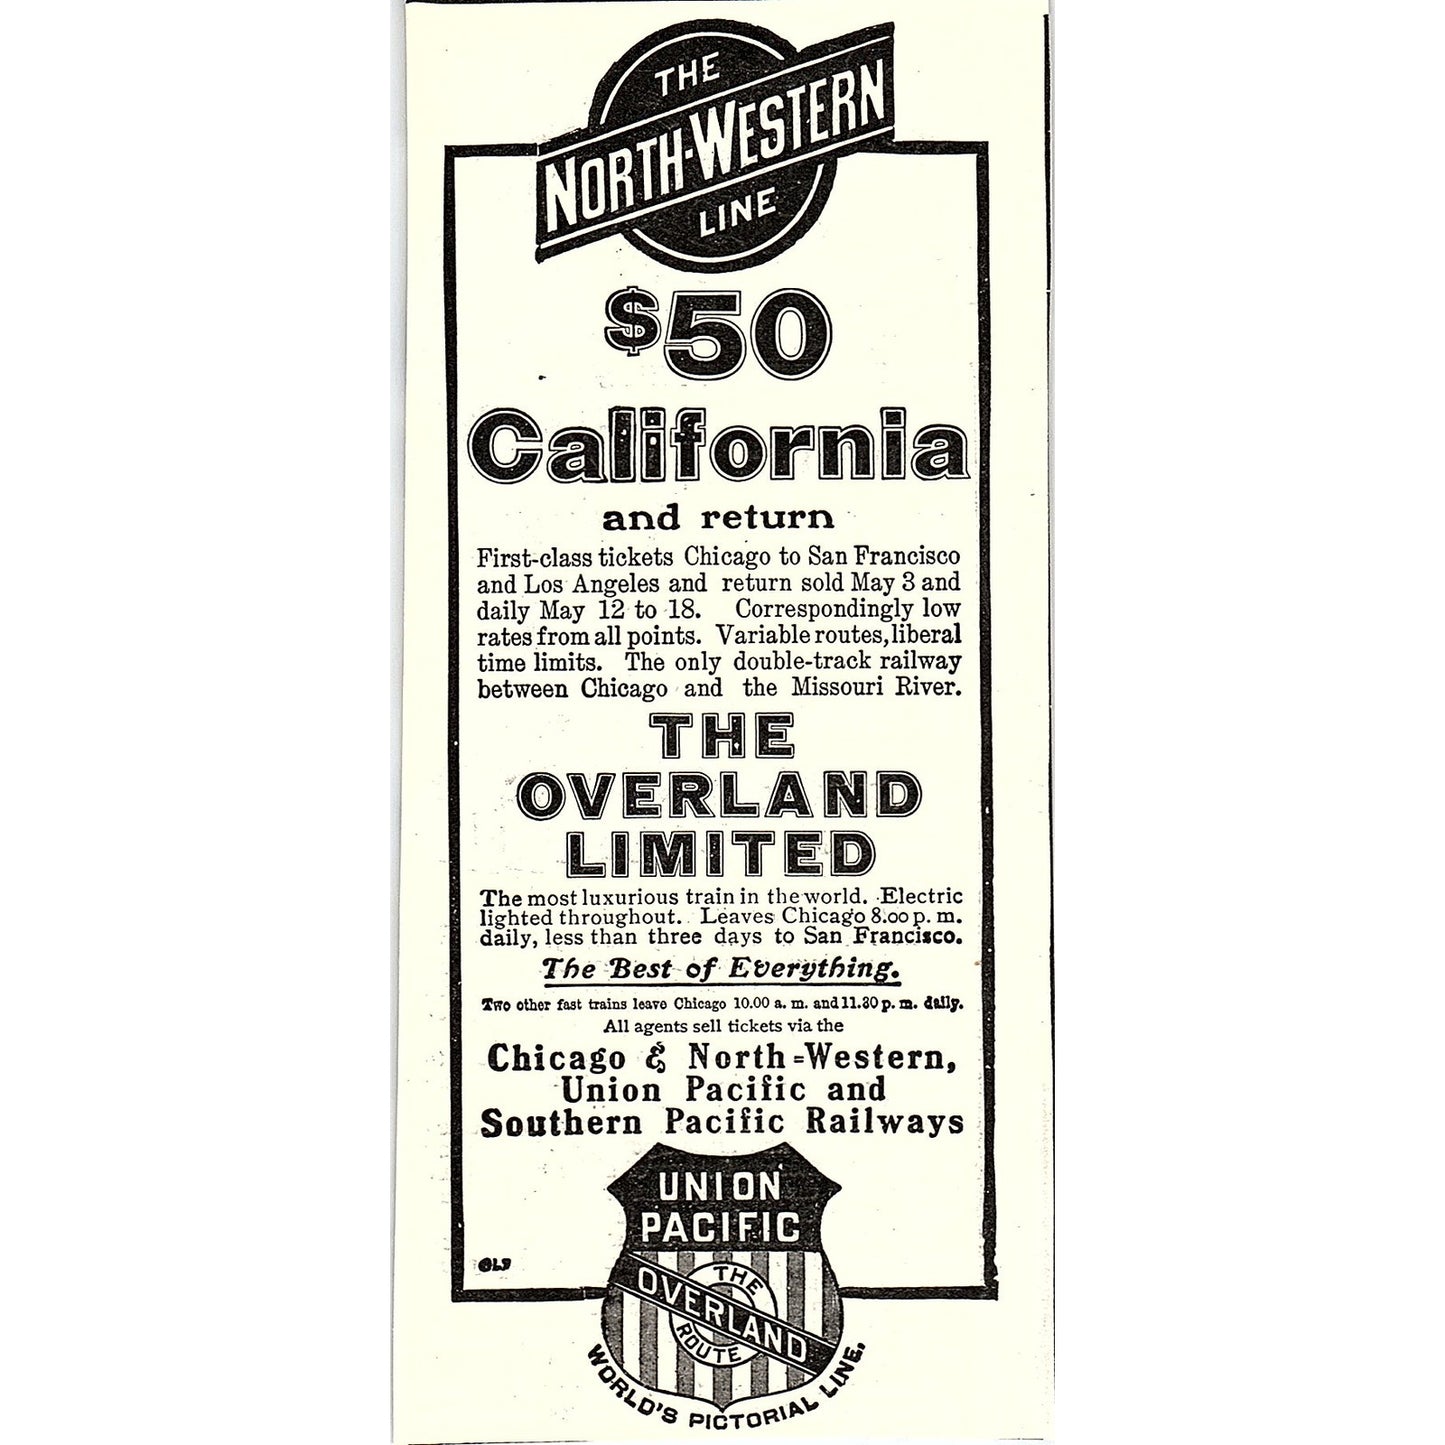 THE
NORTH-WESTERN
LINE
$50
California
and return
First-class tickets Chicago to San Francisco
and Los Angeles and return sold May 3 and
daily May 12 to 18. Correspondingly low
rates from all points. Variable routes, liberal
time limits. The only double-track railway
between Chicago and the Missouri River.
THE
OVERLAND
LIMITED
The most luxurious train in the world. Electric
lighted throughout. Leaves Chicago 8.00 p. m.
daily, less than three days to San Francisco.
The Best of Everything.
Two other fast trains leave Chicago 10.00 a. m. and 11.30 p. m. daily.
All agents sell tickets via the
Chicago & North-Western,
Union Pacific and
Southern Pacific Railways
UNION
PACIFIC
THE
OVERLAND
ROUTE
WORLD'S PICTORIAL LINE.